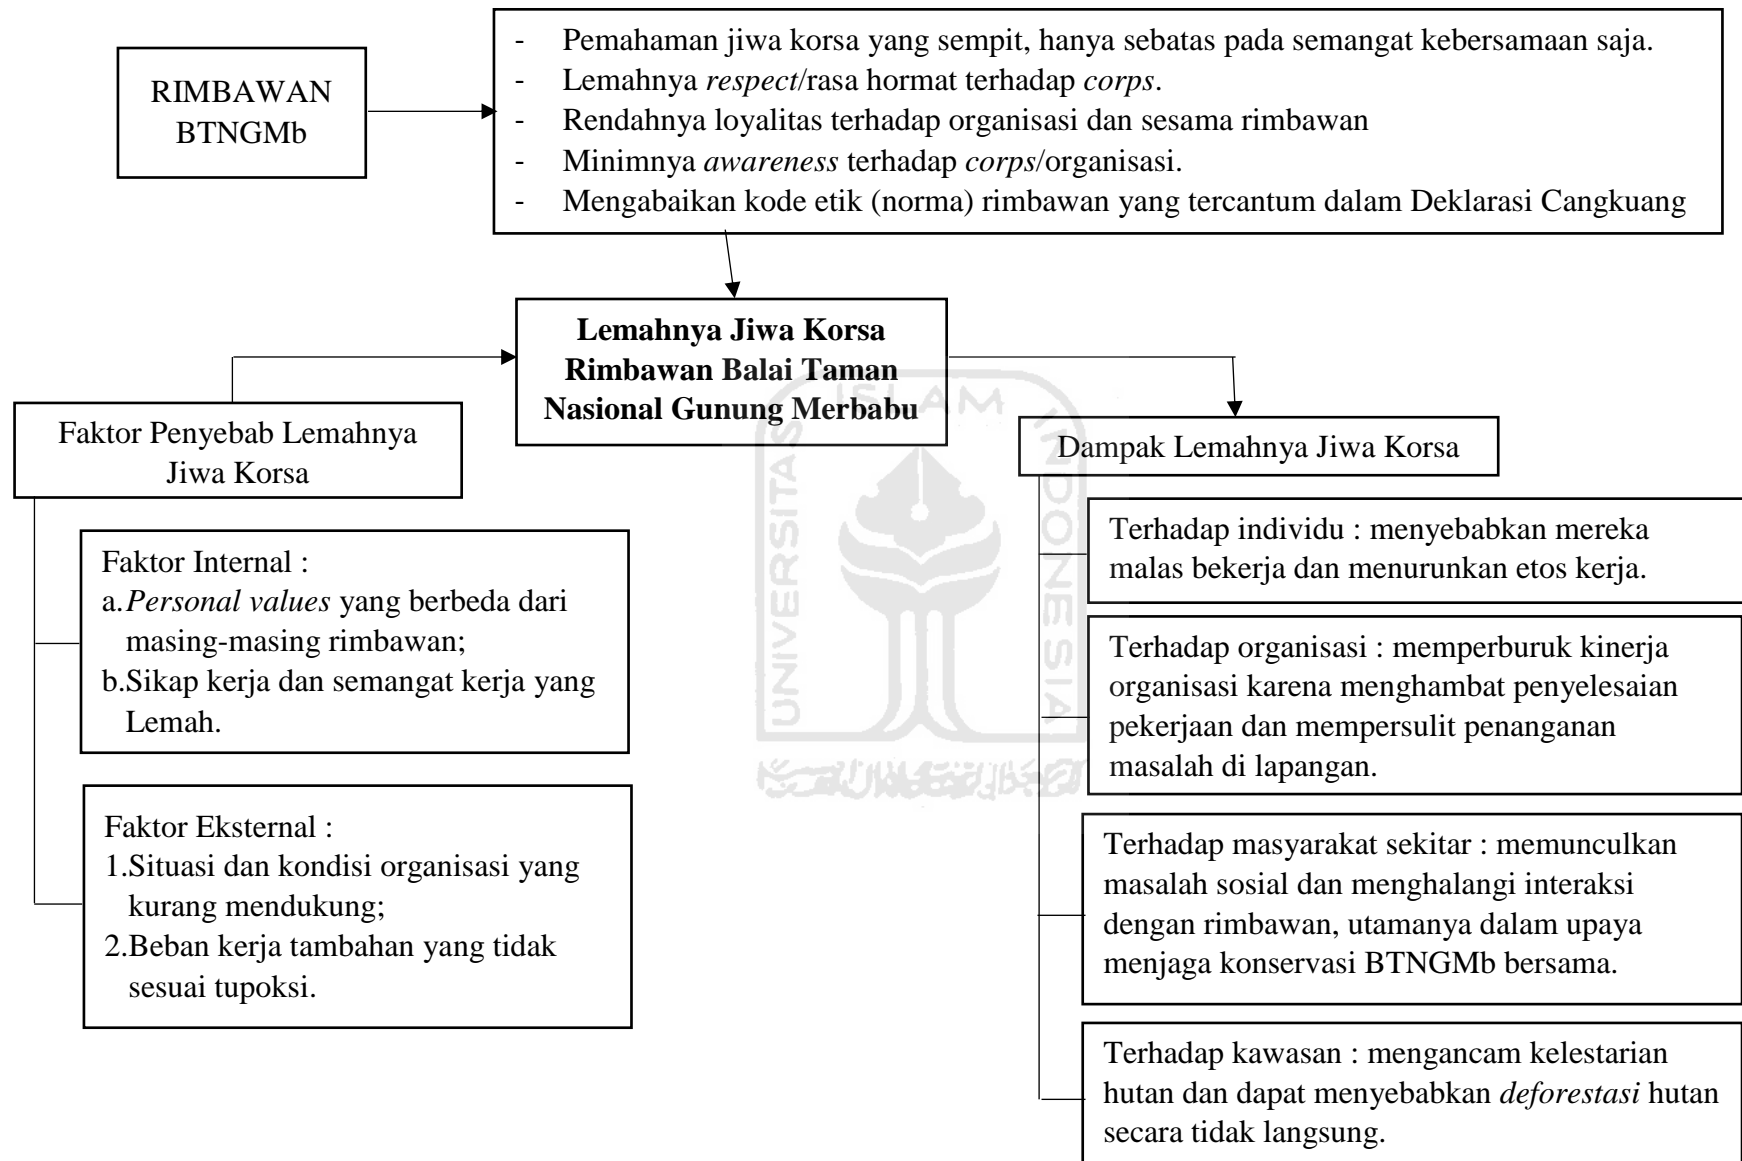 RIMBAWAN
BTNGMb
- Pemahaman jiwa korsa yang sempit, hanya sebatas pada semangat kebersamaan saja.
- Lemahnya respect/rasa hormat terhadap corps.
- Rendahnya loyalitas terhadap organisasi dan sesama rimbawan
- Minimnya awareness terhadap corps/organisasi.
- Mengabaikan kode etik (norma) rimbawan yang tercantum dalam Deklarasi Cangkuang
Lemahnya Jiwa Korsa
Rimbawan Balai Taman
Nasional Gunung Merbabu
Faktor Penyebab Lemahnya
Jiwa Korsa
Faktor Internal :
a.Personal values yang berbeda dari
masing-masing rimbawan;
b.Sikap kerja dan semangat kerja yang
Lemah.
Faktor Eksternal :
1.Situasi dan kondisi organisasi yang
kurang mendukung;
2.Beban kerja tambahan yang tidak
sesuai tupoksi.
Dampak Lemahnya Jiwa Korsa
Terhadap individu : menyebabkan mereka
malas bekerja dan menurunkan etos kerja.
Terhadap organisasi : memperburuk kinerja
organisasi karena menghambat penyelesaian
pekerjaan dan mempersulit penanganan
masalah di lapangan.
Terhadap masyarakat sekitar : memunculkan
masalah sosial dan menghalangi interaksi
dengan rimbawan, utamanya dalam upaya
menjaga konservasi BTNGMb bersama.
Terhadap kawasan : mengancam kelestarian
hutan dan dapat menyebabkan deforestasi hutan
secara tidak langsung.
UNIVERSITAS
ISLAM
INDONESIA